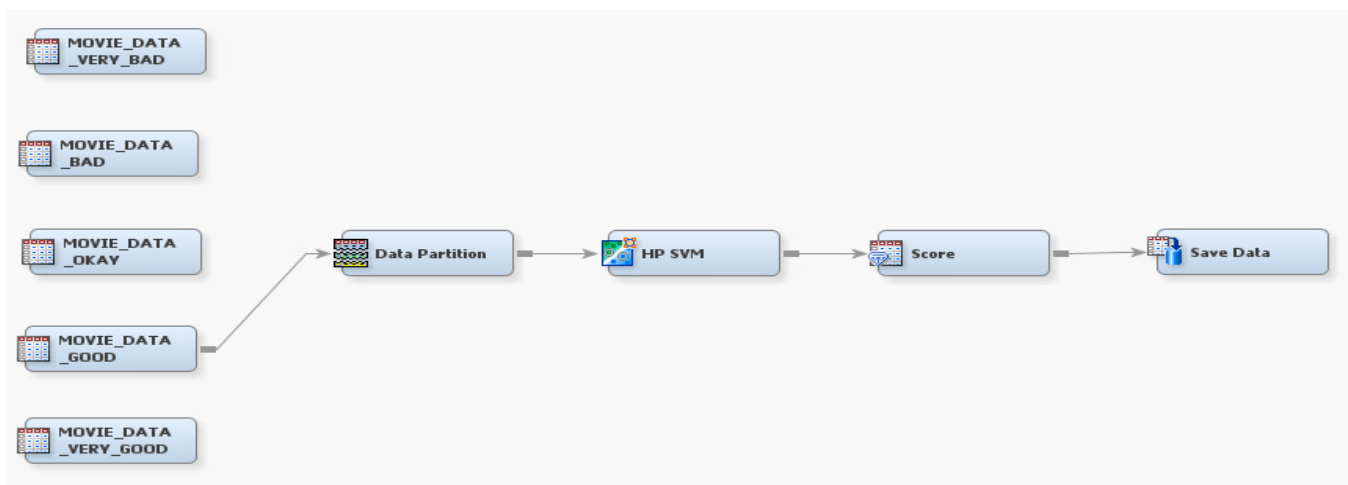 MOVIE_DATA
_VERY_BAD
MOVIE_DATA
_BAD
MOVIE_DATA
_OKAY
MOVIE_DATA
_GOOD
MOVIE_DATA
_VERY_GOOD
Data Partition
HP SVM
Score
Save Data